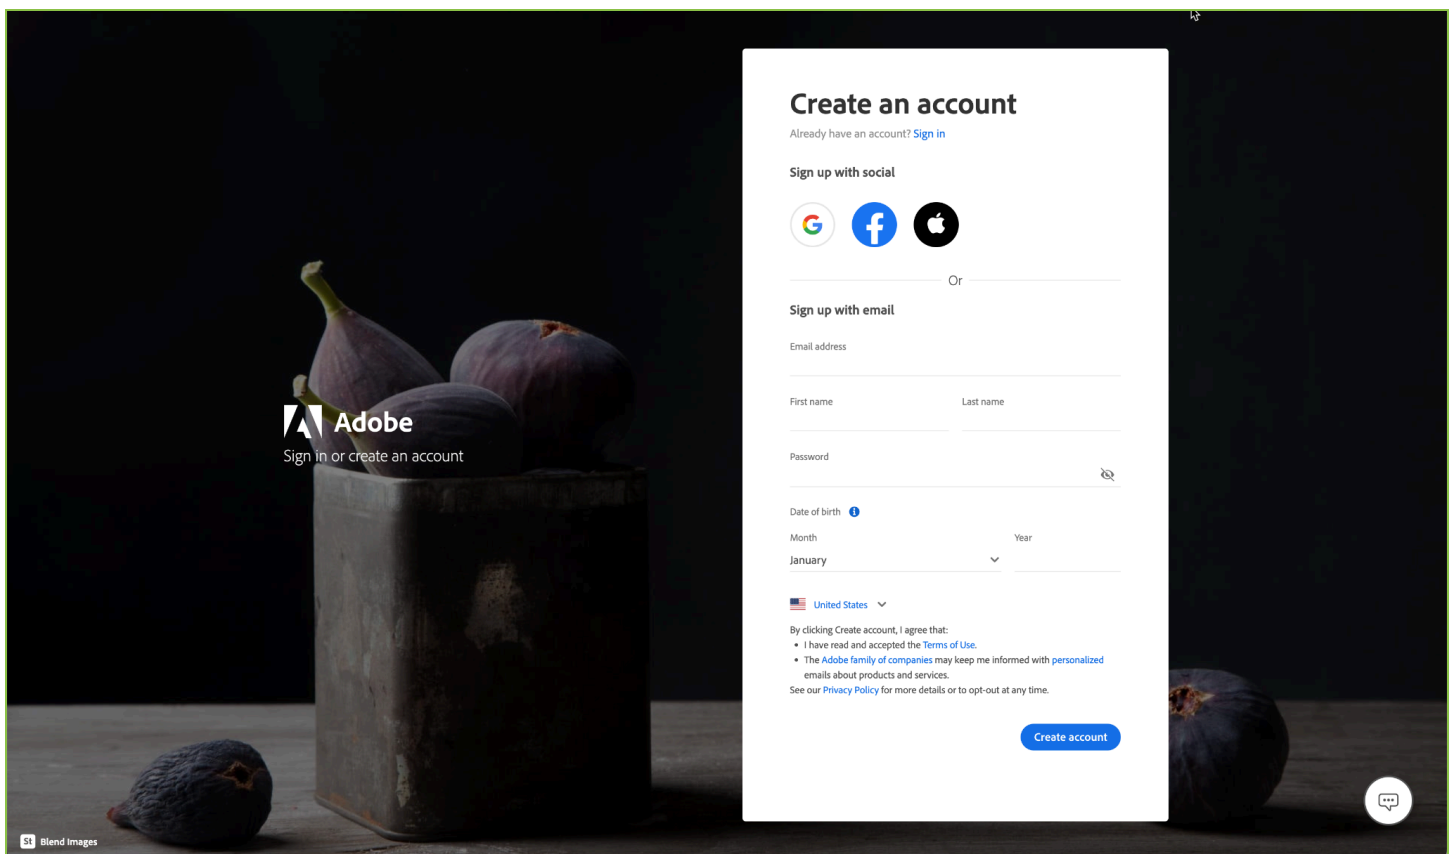 Create an account
Already have an account? Sign in
Sign up with social
Or
Sign up with email
Email address
First name Last name
Password
Date of birth
Month Year
January
United States
By clicking Create account, I agree that:
• I have read and accepted the Terms of Use.
• The Adobe family of companies may keep me informed with personalized
emails about products and services.
See our Privacy Policy for more details or to opt-out at any time.
Create account
Adobe
Sign in or create an account
St Blend Images